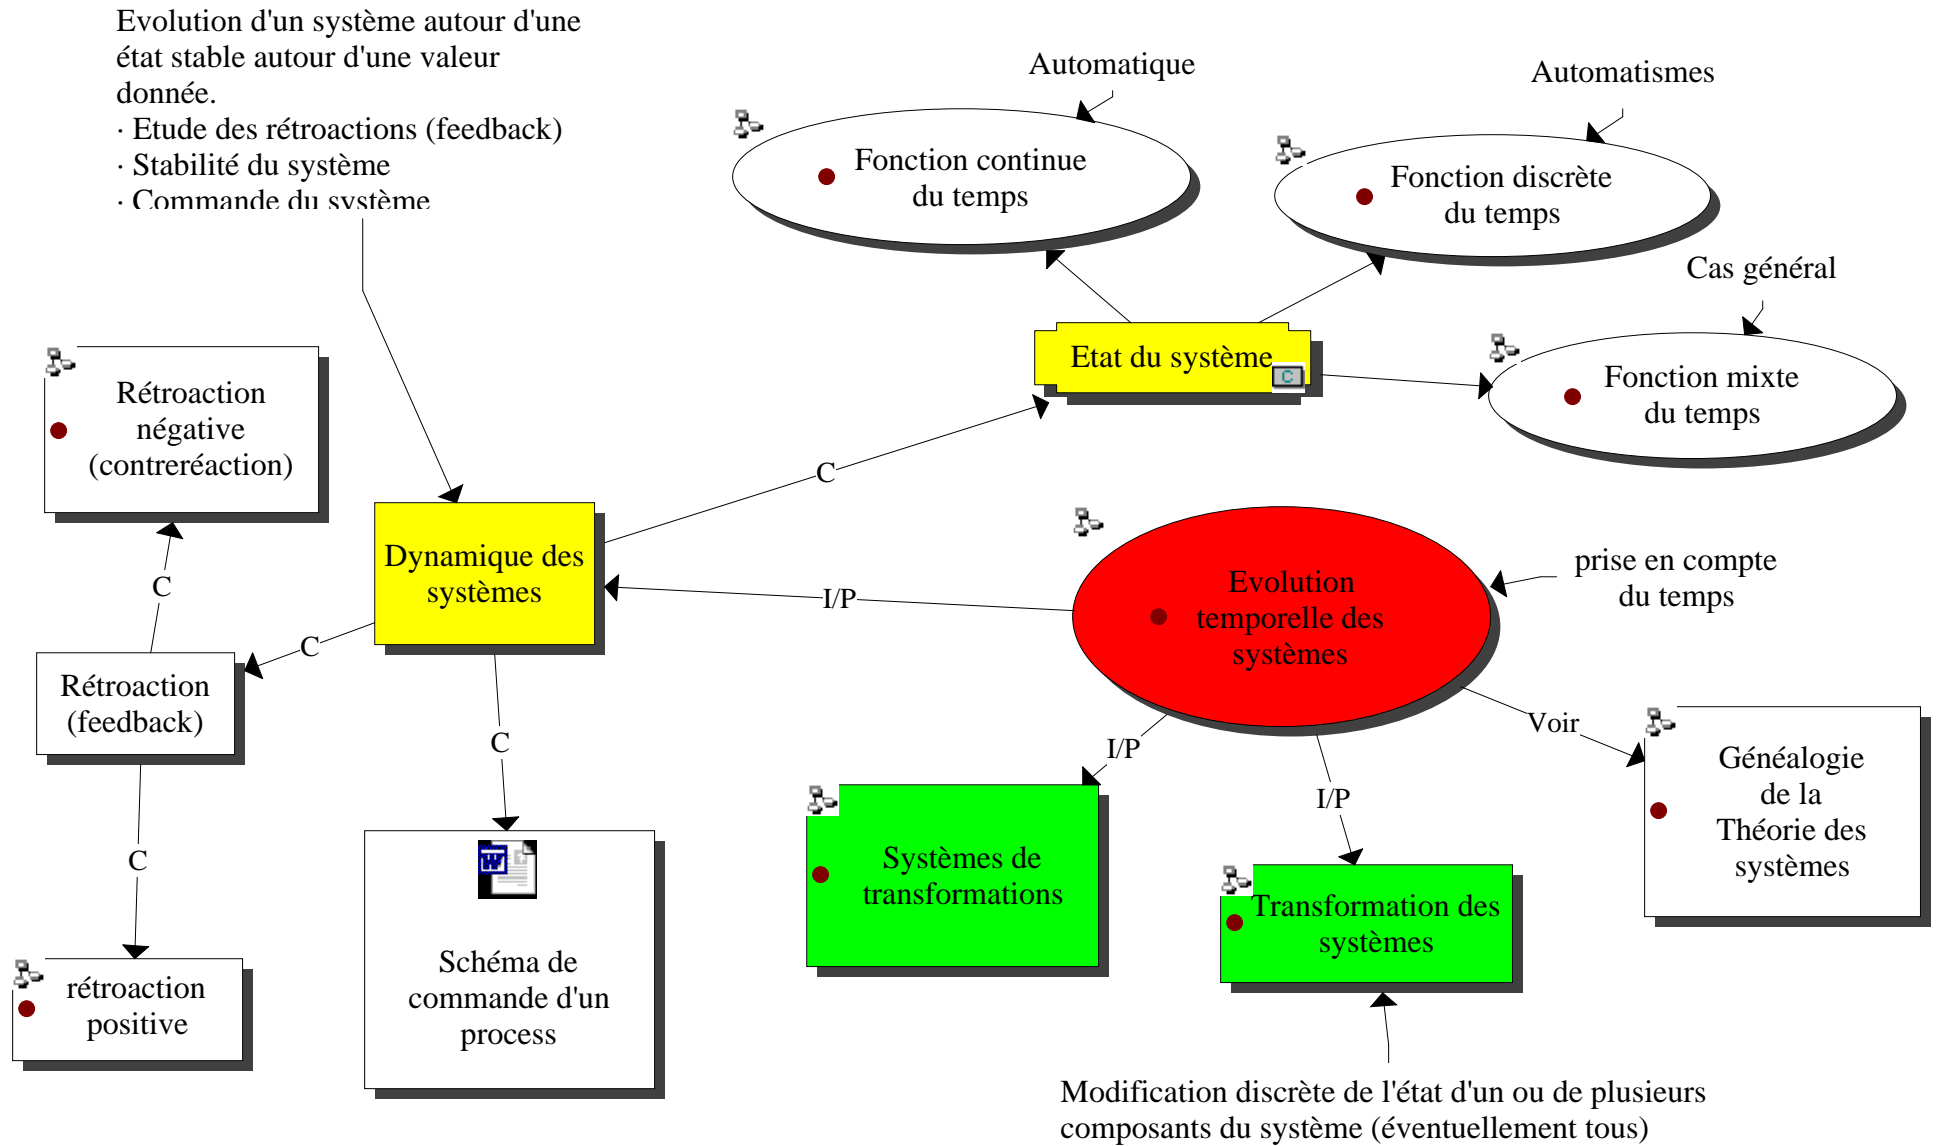 Evolution d'un système autour d'une
état stable autour d'une valeur
donnée.
· Etude des rétroactions (feedback)
· Stabilité du système
· Commande du système
Automatique
Automatismes
Fonction continue
du temps
Fonction discrète
du temps
Cas général
Etat du système
C
Fonction mixte
du temps
Rétroaction
négative
(contreréaction)
C
Dynamique des
systèmes
I/P
Evolution
temporelle des
systèmes
prise en compte
du temps
C
C
Rétroaction
(feedback)
C
C
I/P
I/P
Voir
Généalogie
de la
Théorie des
systèmes
W
Systèmes de
transformations
Transformation des
systèmes
rétroaction
positive
Schéma de
commande d'un
process
Modification discrète de l'état d'un ou de plusieurs
composants du système (éventuellement tous)